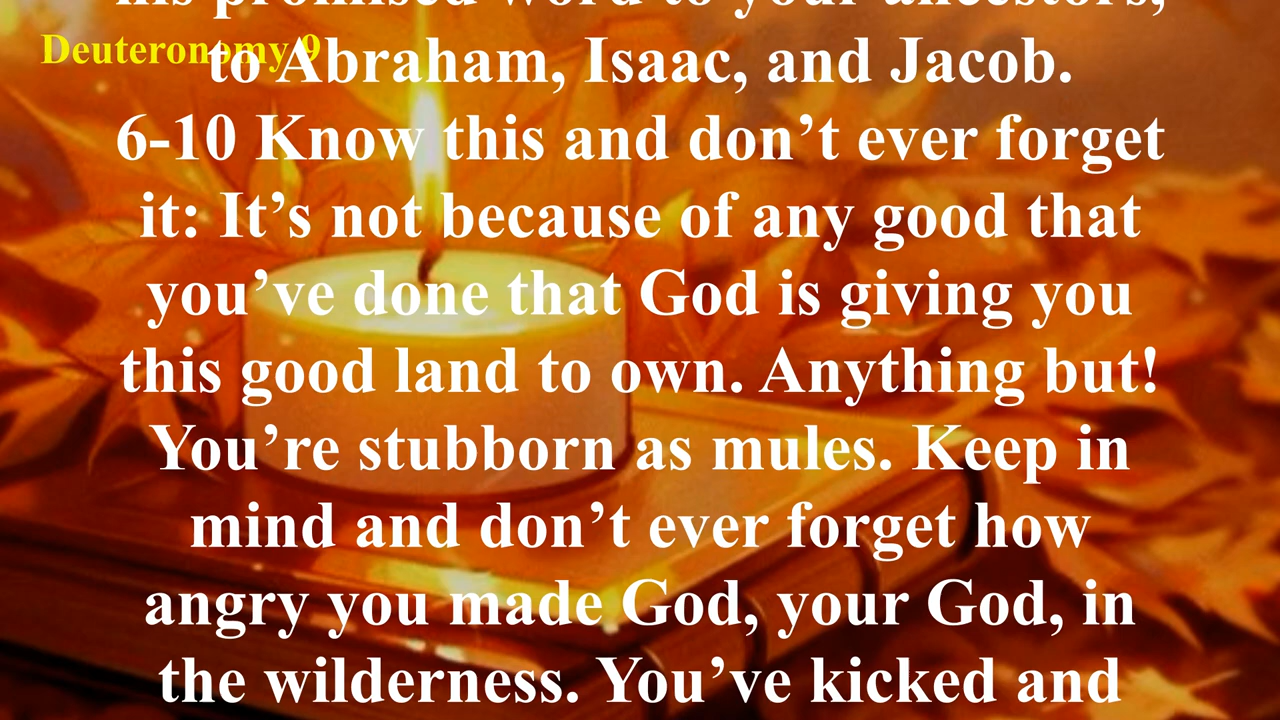 his promised word to your ancestors,
Deuteronomy 9
to Abraham, Isaac, and Jacob.
6-10 Know this and don’t ever forget
it: It’s not because of any good that
you’ve done that God is giving you
this good land to own. Anything but!
You’re stubborn as mules. Keep in
mind and don’t ever forget how
angry you made God, your God, in
the wilderness. You’ve kicked and